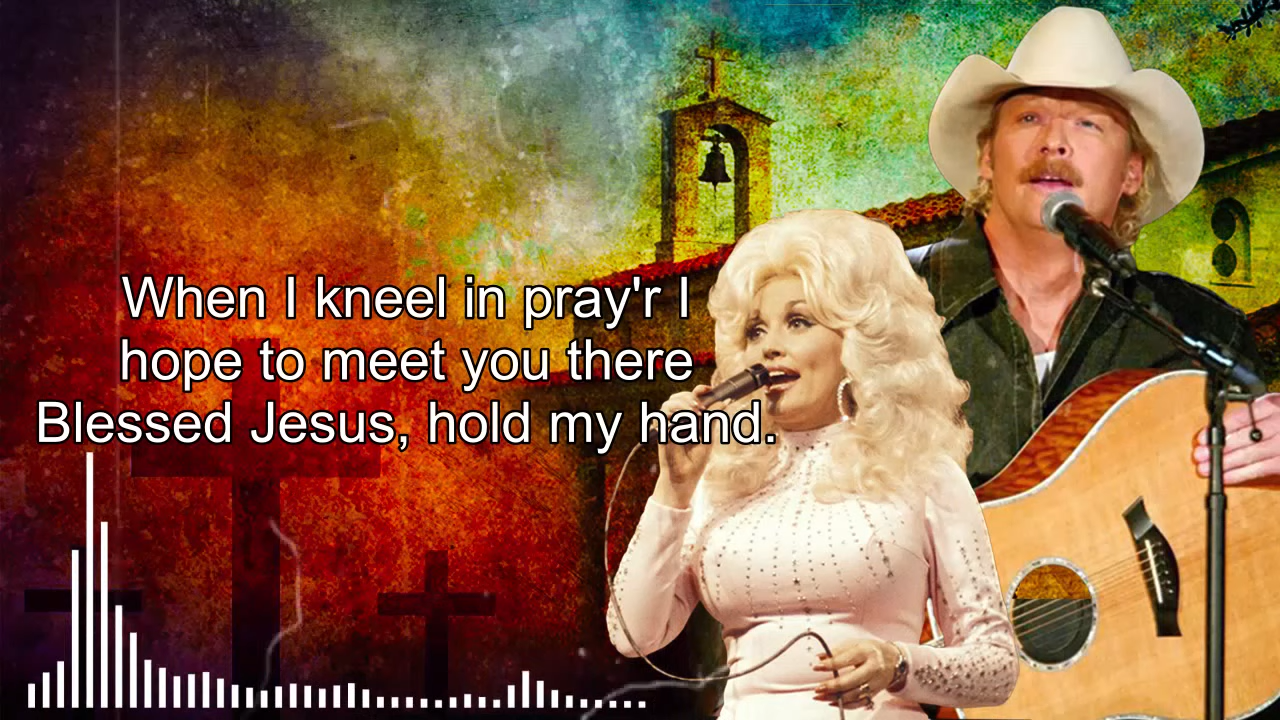 When I kneel in pray'r I
hope to meet you there
Blessed Jesus, hold my hand.